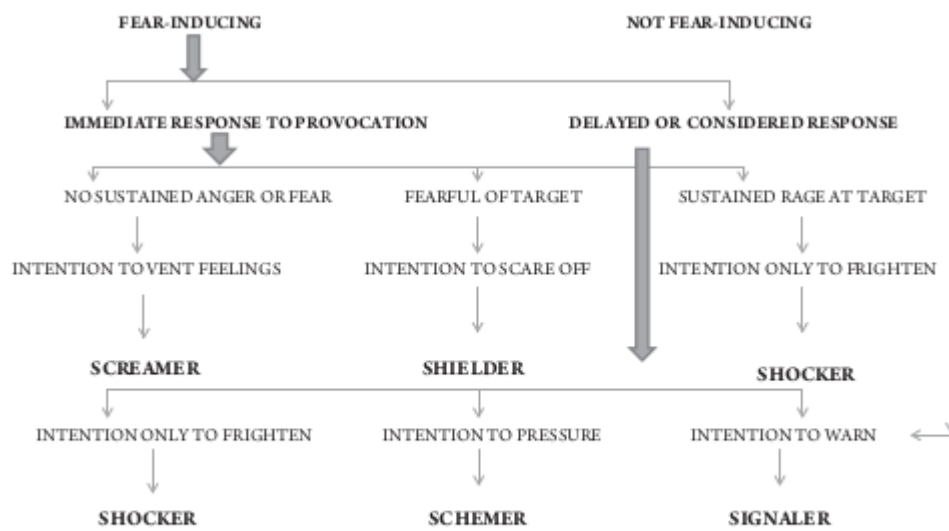 FEAR-INDUCING
NOT FEAR-INDUCING
IMMEDIATE RESPONSE TO PROVOCATION
DELAYED OR CONSIDERED RESPONSE
NO SUSTAINED ANGER OR FEAR
FEARFUL OF TARGET
SUSTAINED RAGE AT TARGET
INTENTION TO VENT FEELINGS
INTENTION TO SCARE OFF
INTENTION ONLY TO FRIGHTEN
SCREAMER
SHIELDER
SHOCKER
INTENTION ONLY TO FRIGHTEN
INTENTION TO PRESSURE
INTENTION TO WARN
SHOCKER
SCHEMER
SIGNALER